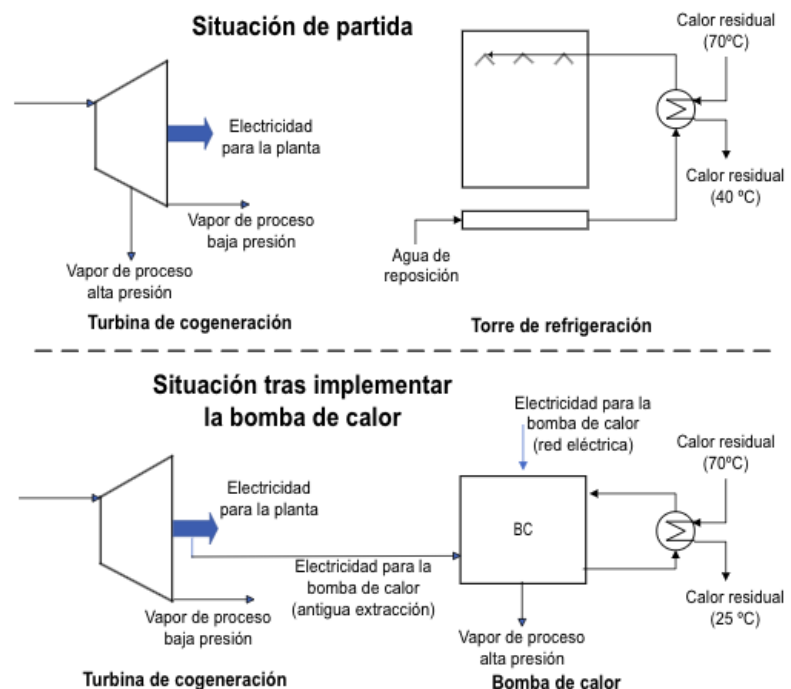 Situación de partida
Electricidad
para la planta
Vapor de proceso
baja presión
Vapor de proceso
alta presión
Turbina de cogeneración
Calor residual
(70ºC)
Calor residual
(40 ºC)
Agua de
reposición
Torre de refrigeración
Situación tras implementar
la bomba de calor
Electricidad
para la planta
Electricidad para la
bomba de calor
(antigua extracción)
Vapor de proceso
baja presión
Turbina de cogeneración
Electricidad para la
bomba de calor
(red eléctrica)
BC
Calor residual
(70ºC)
Calor residual
(25 ºC)
Vapor de proceso
alta presión
Bomba de calor